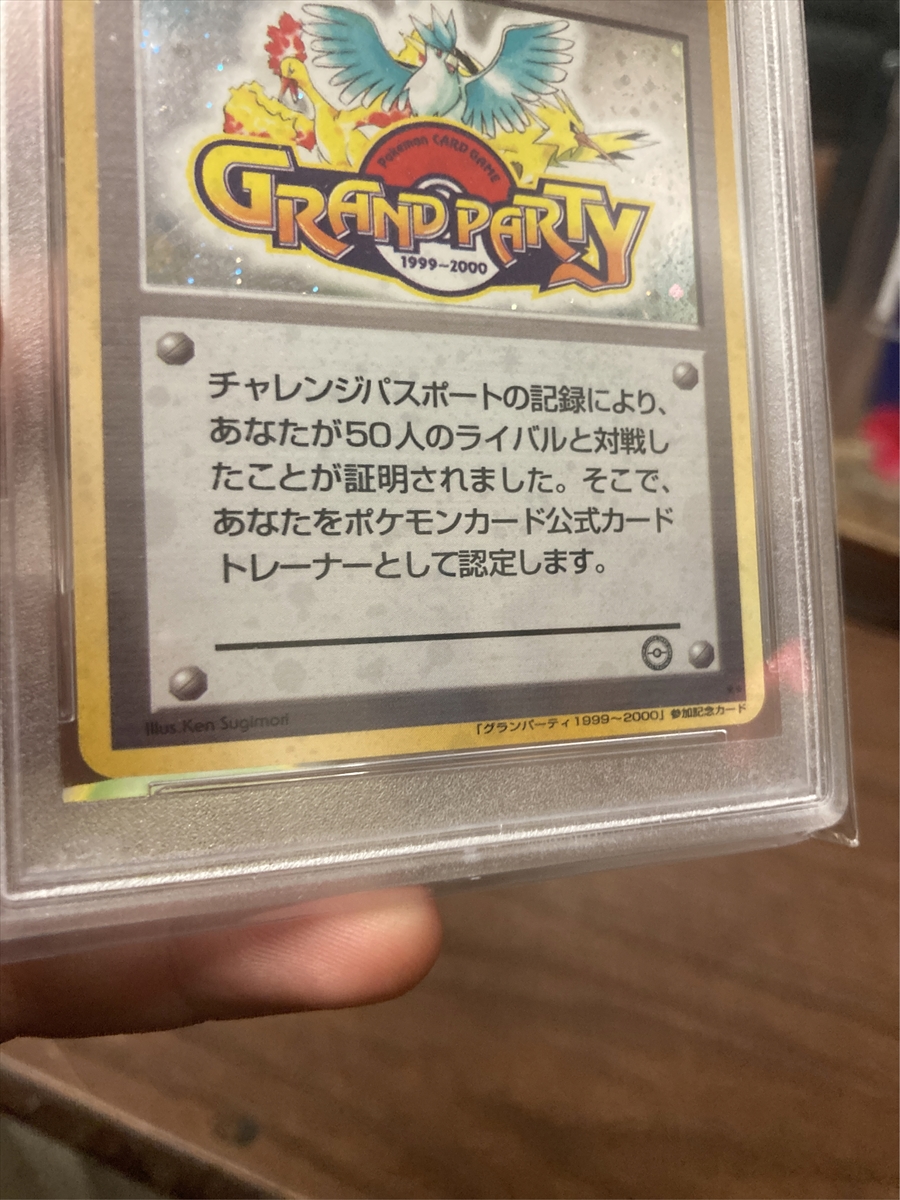 Pokémon CARD GAME
GRAND PARTY
1999~2000
チャレンジパスポートの記録により、
あなたが50人のライバルと対戦し
たことが証明されました。そこで、
あなたをポケモンカード公式カード
トレーナーとして認定します。
Illus. Ken Sugimori
「グランパーティ1999～2000」参加記念カード